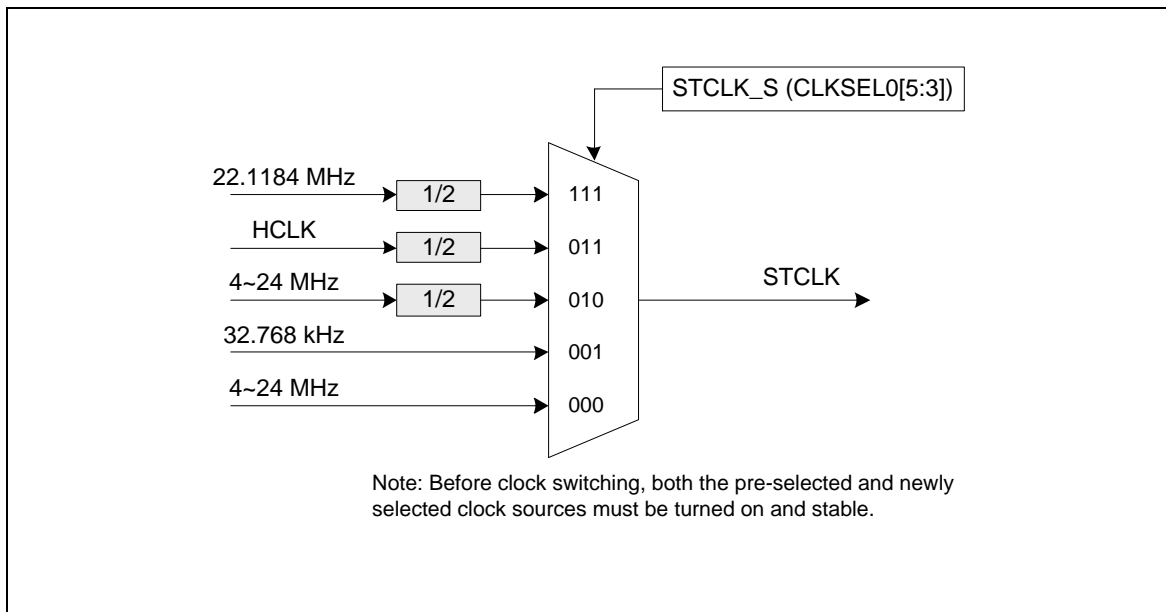 STCLK_S (CLKSEL0[5:3])
22.1184 MHz
1/2
111
HCLK
1/2
011
4~24 MHz
1/2
010
STCLK
32.768 kHz
001
4~24 MHz
000
Note: Before clock switching, both the pre-selected and newly
selected clock sources must be turned on and stable.